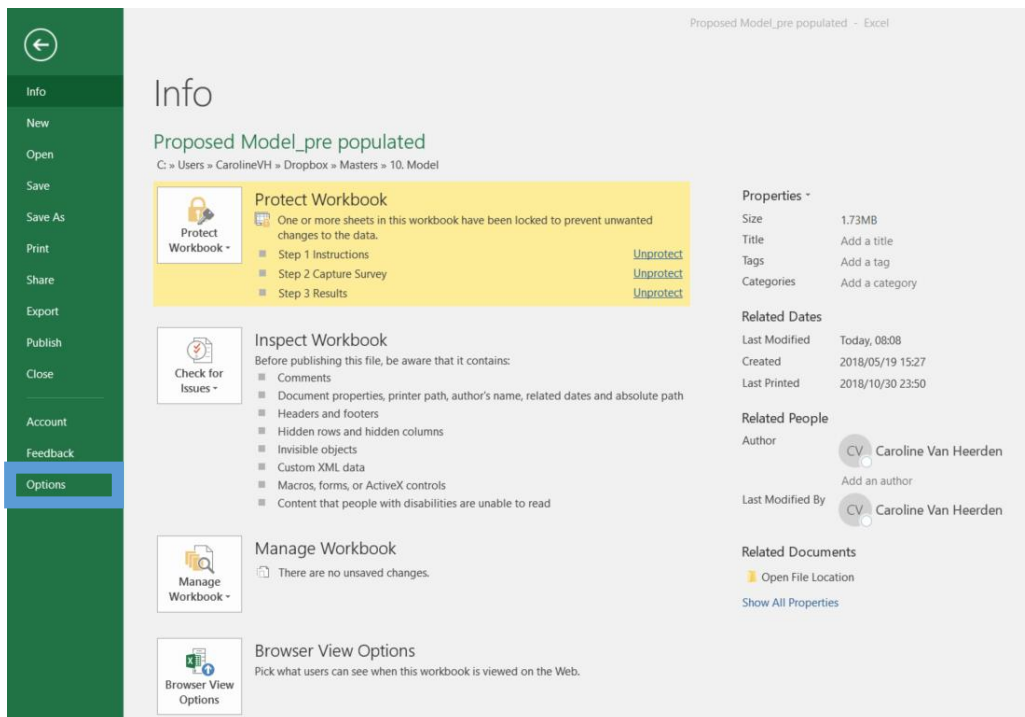 Proposed Model_pre populated - Excel
Info
New
Open
Save
Save As
Print
Share
Export
Publish
Close
Account
Feedback
Options
Info
Proposed Model_pre populated
C: » Users » CarolineVH » Dropbox » Masters » 10. Model
Protect
Workbook
Protect Workbook
One or more sheets in this workbook have been locked to prevent unwanted
changes to the data.
Step 1 Instructions Unprotect
Step 2 Capture Survey Unprotect
Step 3 Results Unprotect
Check for
Issues
Inspect Workbook
Before publishing this file, be aware that it contains:
Comments
Document properties, printer path, author's name, related dates and absolute path
Headers and footers
Hidden rows and hidden columns
Invisible objects
Custom XML data
Macros, forms, or ActiveX controls
Content that people with disabilities are unable to read
Manage
Workbook
Manage Workbook
There are no unsaved changes.
Browser View
Options
Browser View Options
Pick what users can see when this workbook is viewed on the Web.
Properties
Size 1.73MB
Title Add a title
Tags Add a tag
Categories Add a category
Related Dates
Last Modified Today, 08:08
Created 2018/05/19 15:27
Last Printed 2018/10/30 23:50
Related People
Author CV Caroline Van Heerden
Add an author
Last Modified By CV Caroline Van Heerden
Related Documents
Open File Location
Show All Properties